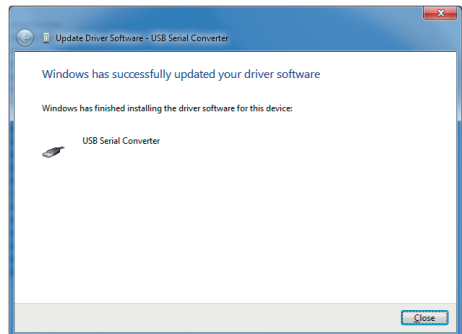 Update Driver Software - USB Serial Converter
Windows has successfully updated your driver software
Windows has finished installing the driver software for this device:
USB Serial Converter
Close